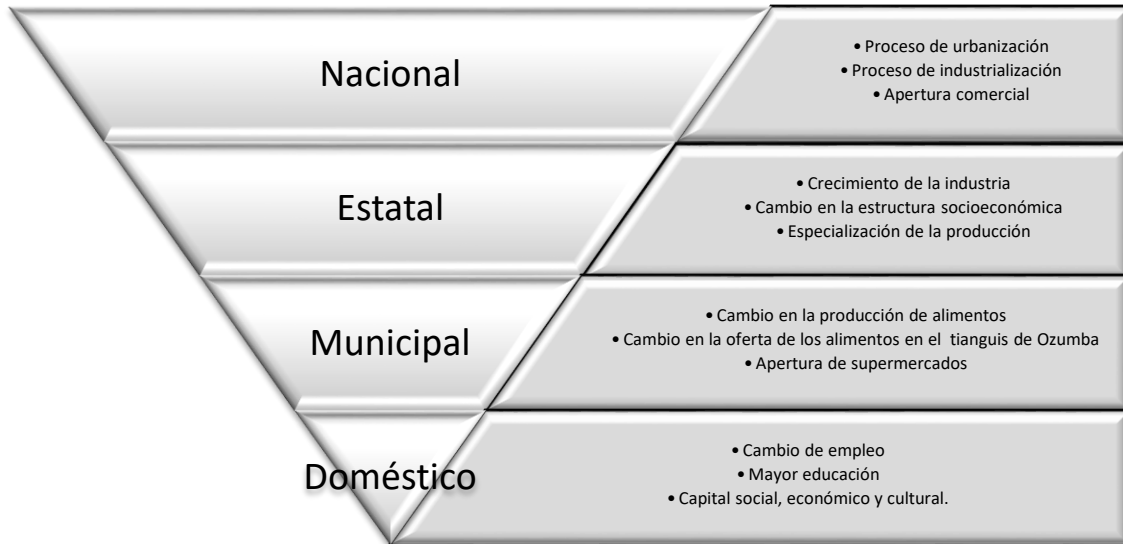 Nacional
• Proceso de urbanización
• Proceso de industrialización
• Apertura comercial
Estatal
• Crecimiento de la industria
• Cambio en la estructura socioeconómica
• Especialización de la producción
Municipal
• Cambio en la producción de alimentos
• Cambio en la oferta de los alimentos en el tianguis de Ozumba
• Apertura de supermercados
Doméstico
• Cambio de empleo
• Mayor educación
• Capital social, económico y cultural.